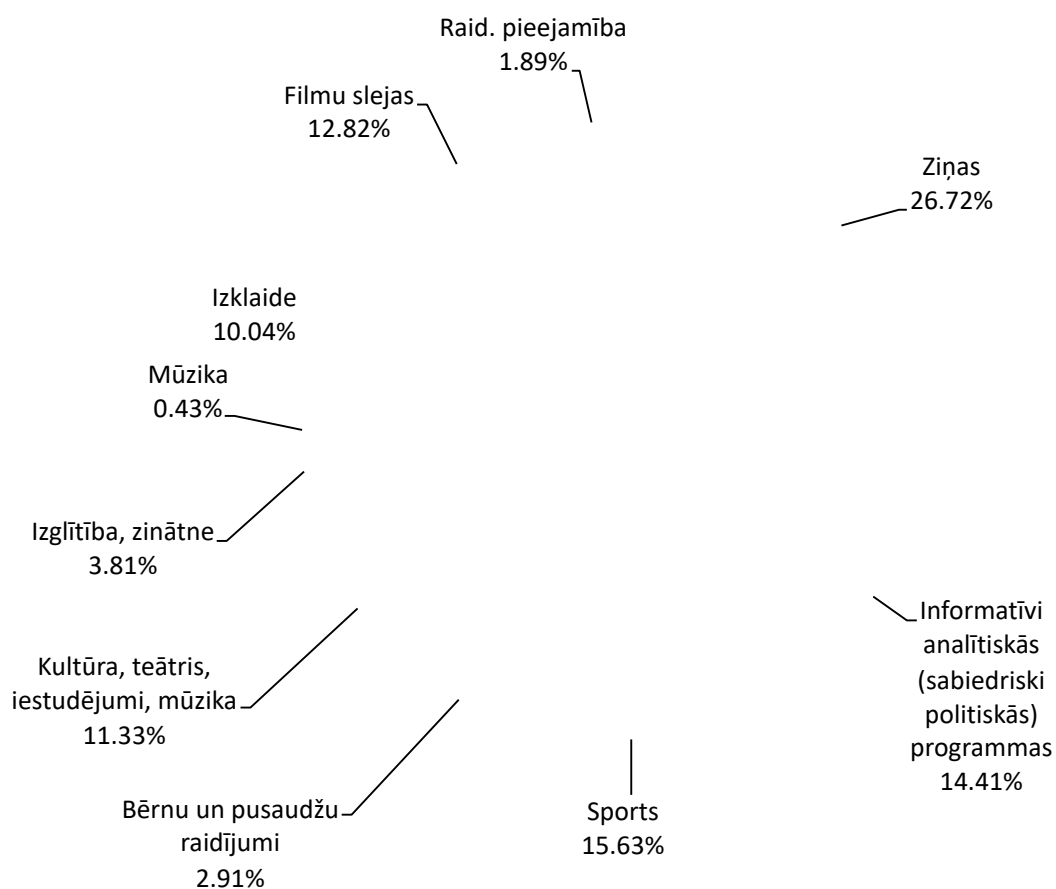 Raid. pieejamība
1.89%
Filmu slejas
12.82%
Ziņas
26.72%
Izklaide
10.04%
Mūzika
0.43%
Izglītība, zinātne
3.81%
Informatīvi
analītiskās
(sabiedriski
politiskās)
programmas
14.41%
Kultūra, teātris,
iestudējumi, mūzika
11.33%
Bērnu un pusaudžu
raidījumi
2.91%
Sports
15.63%